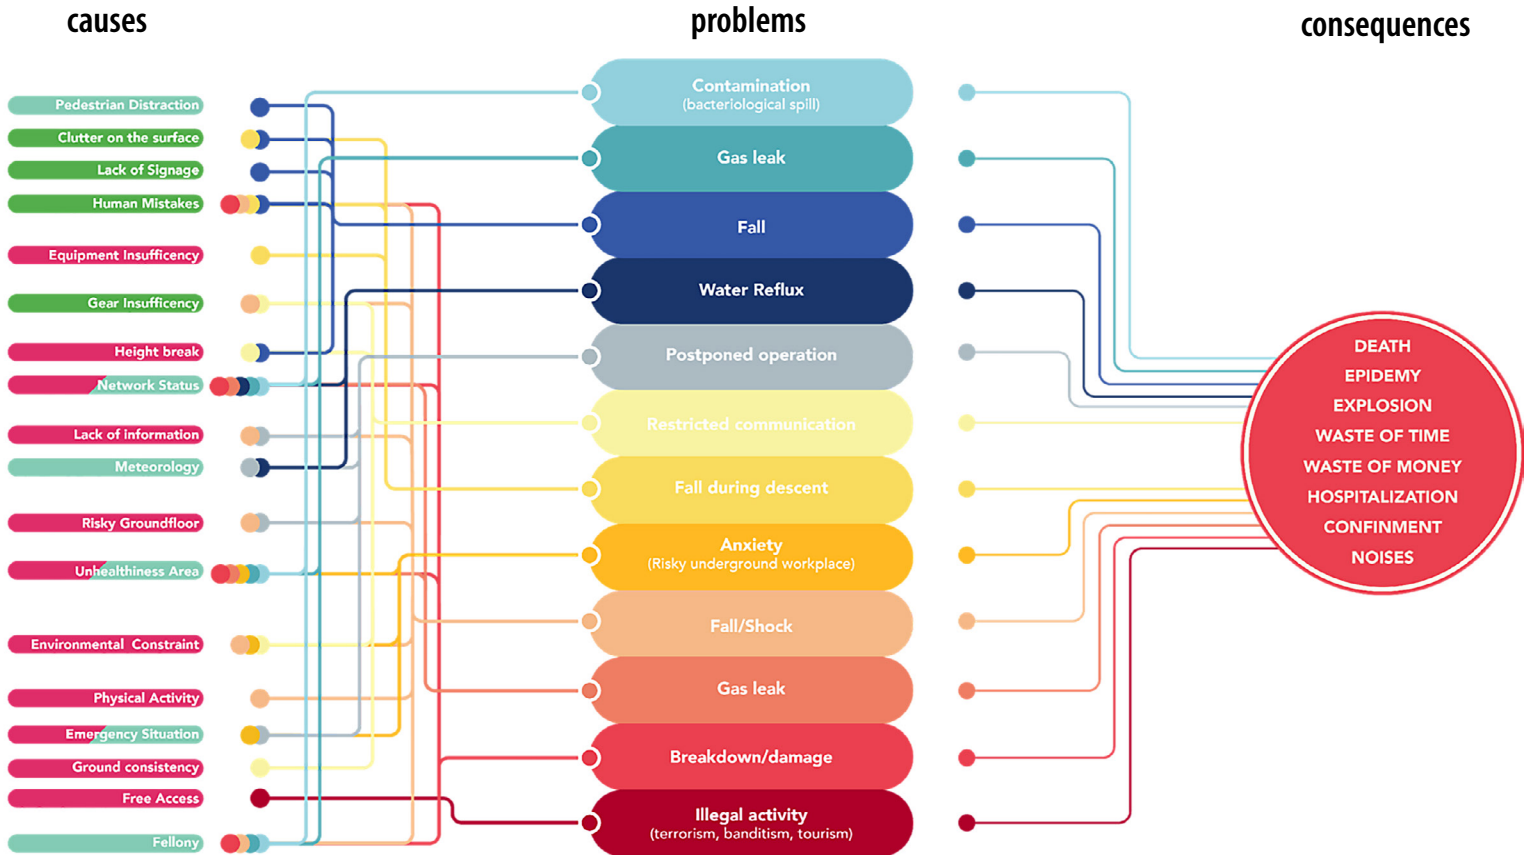 causes
problems
consequences
Pedestrian Distraction
Clutter on the surface
Lack of Signage
Human Mistakes
Equipment Insufficency
Gear Insufficency
Height break
Network Status
Lack of information
Meteorology
Risky Groundfloor
Unhealthiness Area
Environmental Constraint
Physical Activity
Emergency Situation
Ground consistency
Free Access
Fellony
Contamination
(bacteriological spill)
Gas leak
Fall
Water Reflux
Postponed operation
Restricted communication
Fall during descent
Anxiety
(Risky underground workplace)
Fall/Shock
Gas leak
Breakdown/damage
Illegal activity
(terrorism, banditism, tourism)
DEATH
EPIDEMY
EXPLOSION
WASTE OF TIME
WASTE OF MONEY
HOSPITALIZATION
CONFINMENT
NOISES